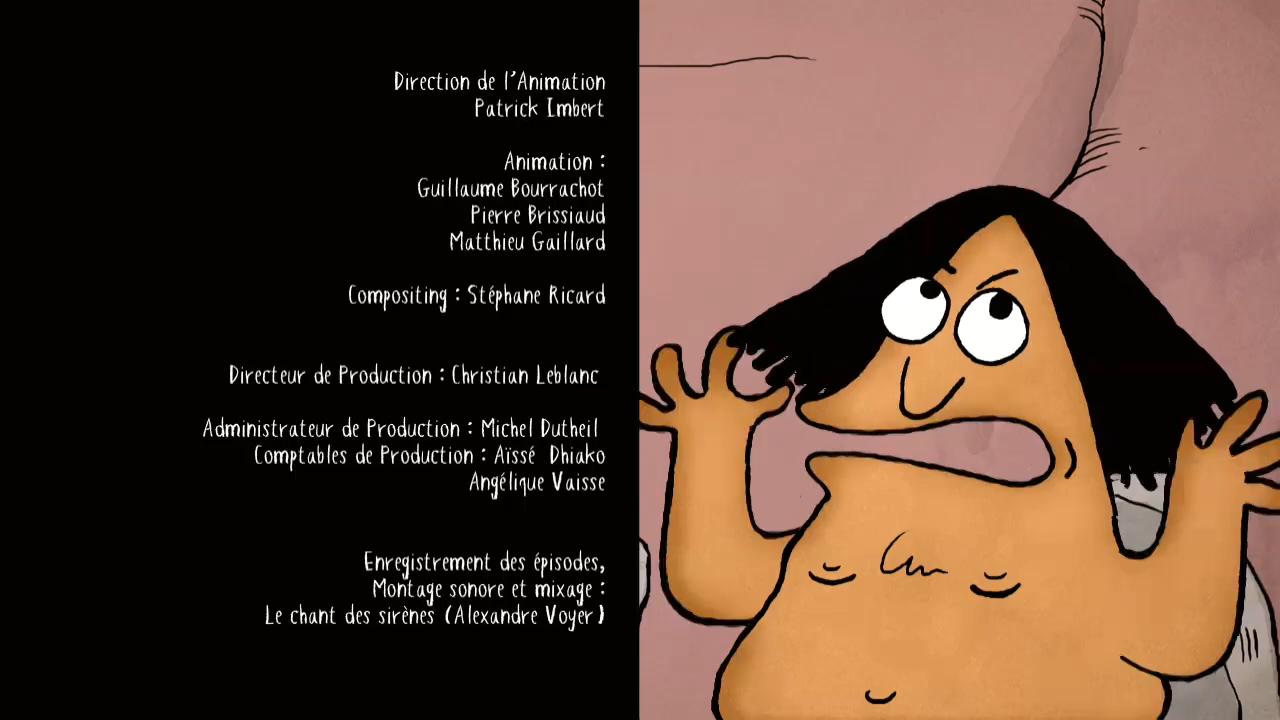 Direction de l'Animation
Patrick Imbert
Animation :
Guillaume Bourrachot
Pierre Brissiaud
Matthieu Gaillard
Compositing : Stéphane Ricard
Directeur de Production : Christian Leblanc
Administrateur de Production : Michel Dutheil
Comptables de Production : Aïssé Dhiako
Angélique Vaisse
Enregistrement des épisodes,
Montage sonore et mixage :
Le chant des sirènes (Alexandre Voyer)